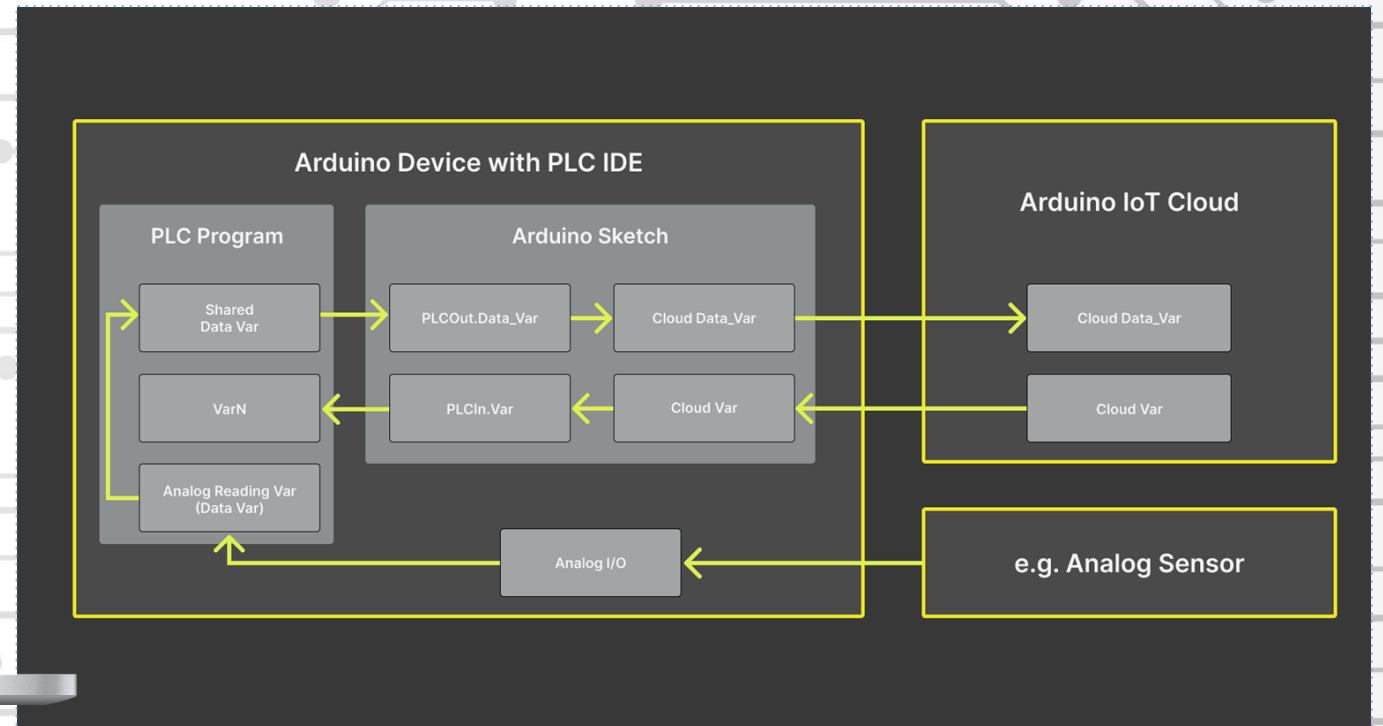 Arduino Device with PLC IDE
PLC Program
Shared
Data Var
VarN
Analog Reading Var
(Data Var)
Arduino Sketch
PLCOut.Data_Var
Cloud Data_Var
PLCIn.Var
Cloud Var
Analog I/O
Arduino IoT Cloud
Cloud Data_Var
Cloud Var
e.g. Analog Sensor